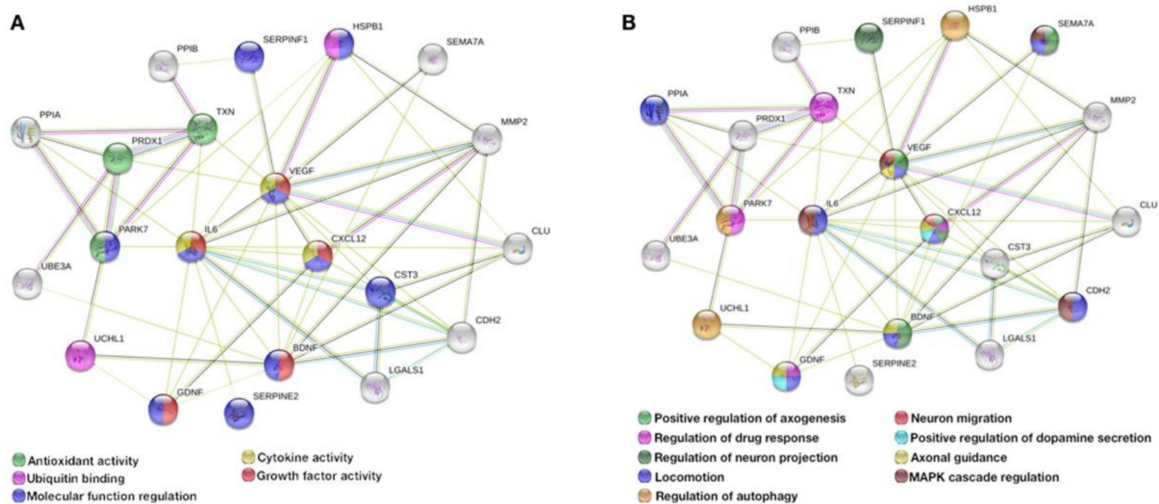 A
HSPB1
SERPINF1
SEMA7A
PPIB
TXN
PPIA
MMP2
PRDX1
VEGF
PARK7
IL6
CXCL12
CLU
UBE3A
CST3
CDH2
UCHL1
BDNF
LGALS1
GDNF
SERPINE2
Antioxidant activity
Ubiquitin binding
Molecular function regulation
Cytokine activity
Growth factor activity
B
HSPB1
SERPINF1
SEMA7A
PPIB
TXN
PPIA
MMP2
PRDX1
VEGF
PARK7
IL6
CXCL12
CLU
UBE3A
CST3
CDH2
UCHL1
BDNF
LGALS1
GDNF
SERPINE2
Positive regulation of axogenesis
Regulation of drug response
Regulation of neuron projection
Locomotion
Regulation of autophagy
Neuron migration
Positive regulation of dopamine secretion
Axonal guidance
MAPK cascade regulation